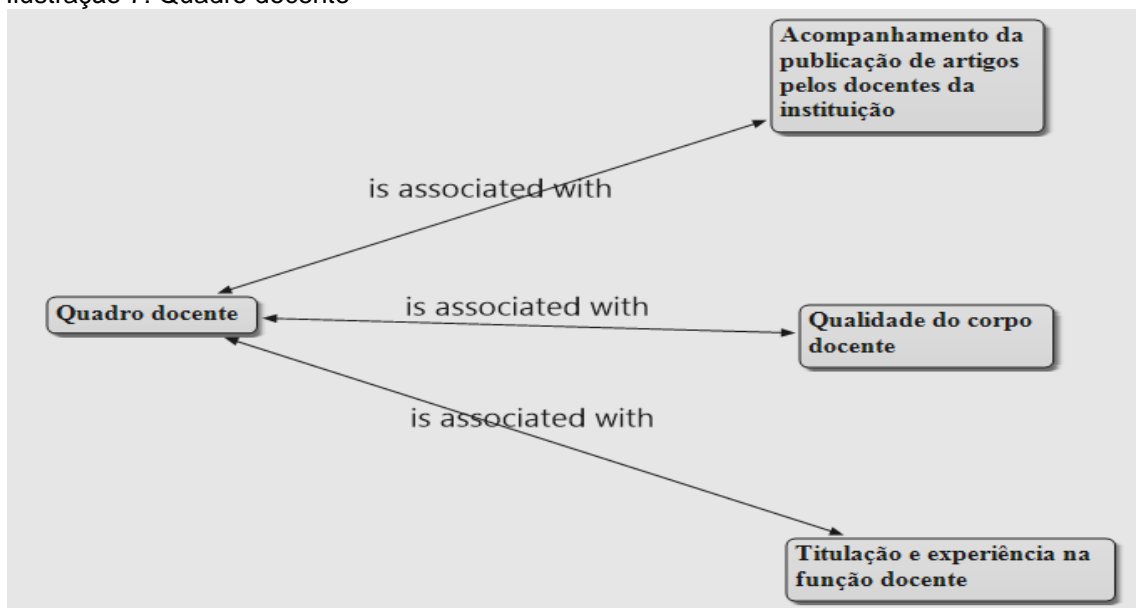 Ilustração 7: Quadro docente
Acompanhamento da
publicação de artigos
pelos docentes da
instituição
is associated with
Quadro docente
is associated with
Qualidade do corpo
docente
is associated with
Titulação e experiência na
função docente